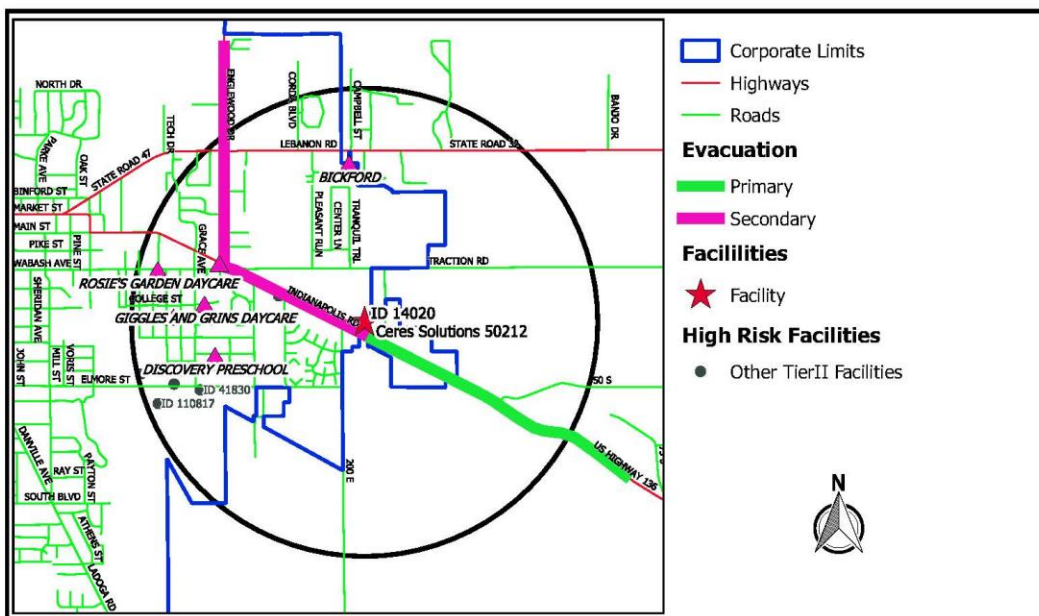 NORTH DR
PARKE AVE
OAK ST
TECH DR
ENGLEWOOD DR
CORDA BLVD
CAMPBELL ST
BANDO DR
STATE ROAD 47
LEBANON RD
STATE ROAD 32
BICKFORD
BINFORD ST
MARKET ST
MAIN ST
PIKE ST
WABASH AVE
PINE ST
GRACE AVE
PLEASANT RUN
CENTER LN
TRANQUIL TRL
TRACTION RD
ROSIE'S GARDEN DAYCARE
COLLEGE ST
GIGGLES AND GRINS DAYCARE
INDIANAPOLIS RD
ID 14020
Ceres Solutions 50212
SHERIDAN AVE
JOHN ST
MILL ST
VORIS ST
DISCOVERY PRESCHOOL
ELMORE ST
ID 41830
ID 110817
50 S
DANVILLE AVE
RAY ST
PAYTON ST
SOUTH BLVD
ATHENS ST
LADOGA RD
200 E
US HIGHWAY 136
Corporate Limits
Highways
Roads
Evacuation
Primary
Secondary
Facililities
Facility
High Risk Facilities
Other TierII Facilities
N